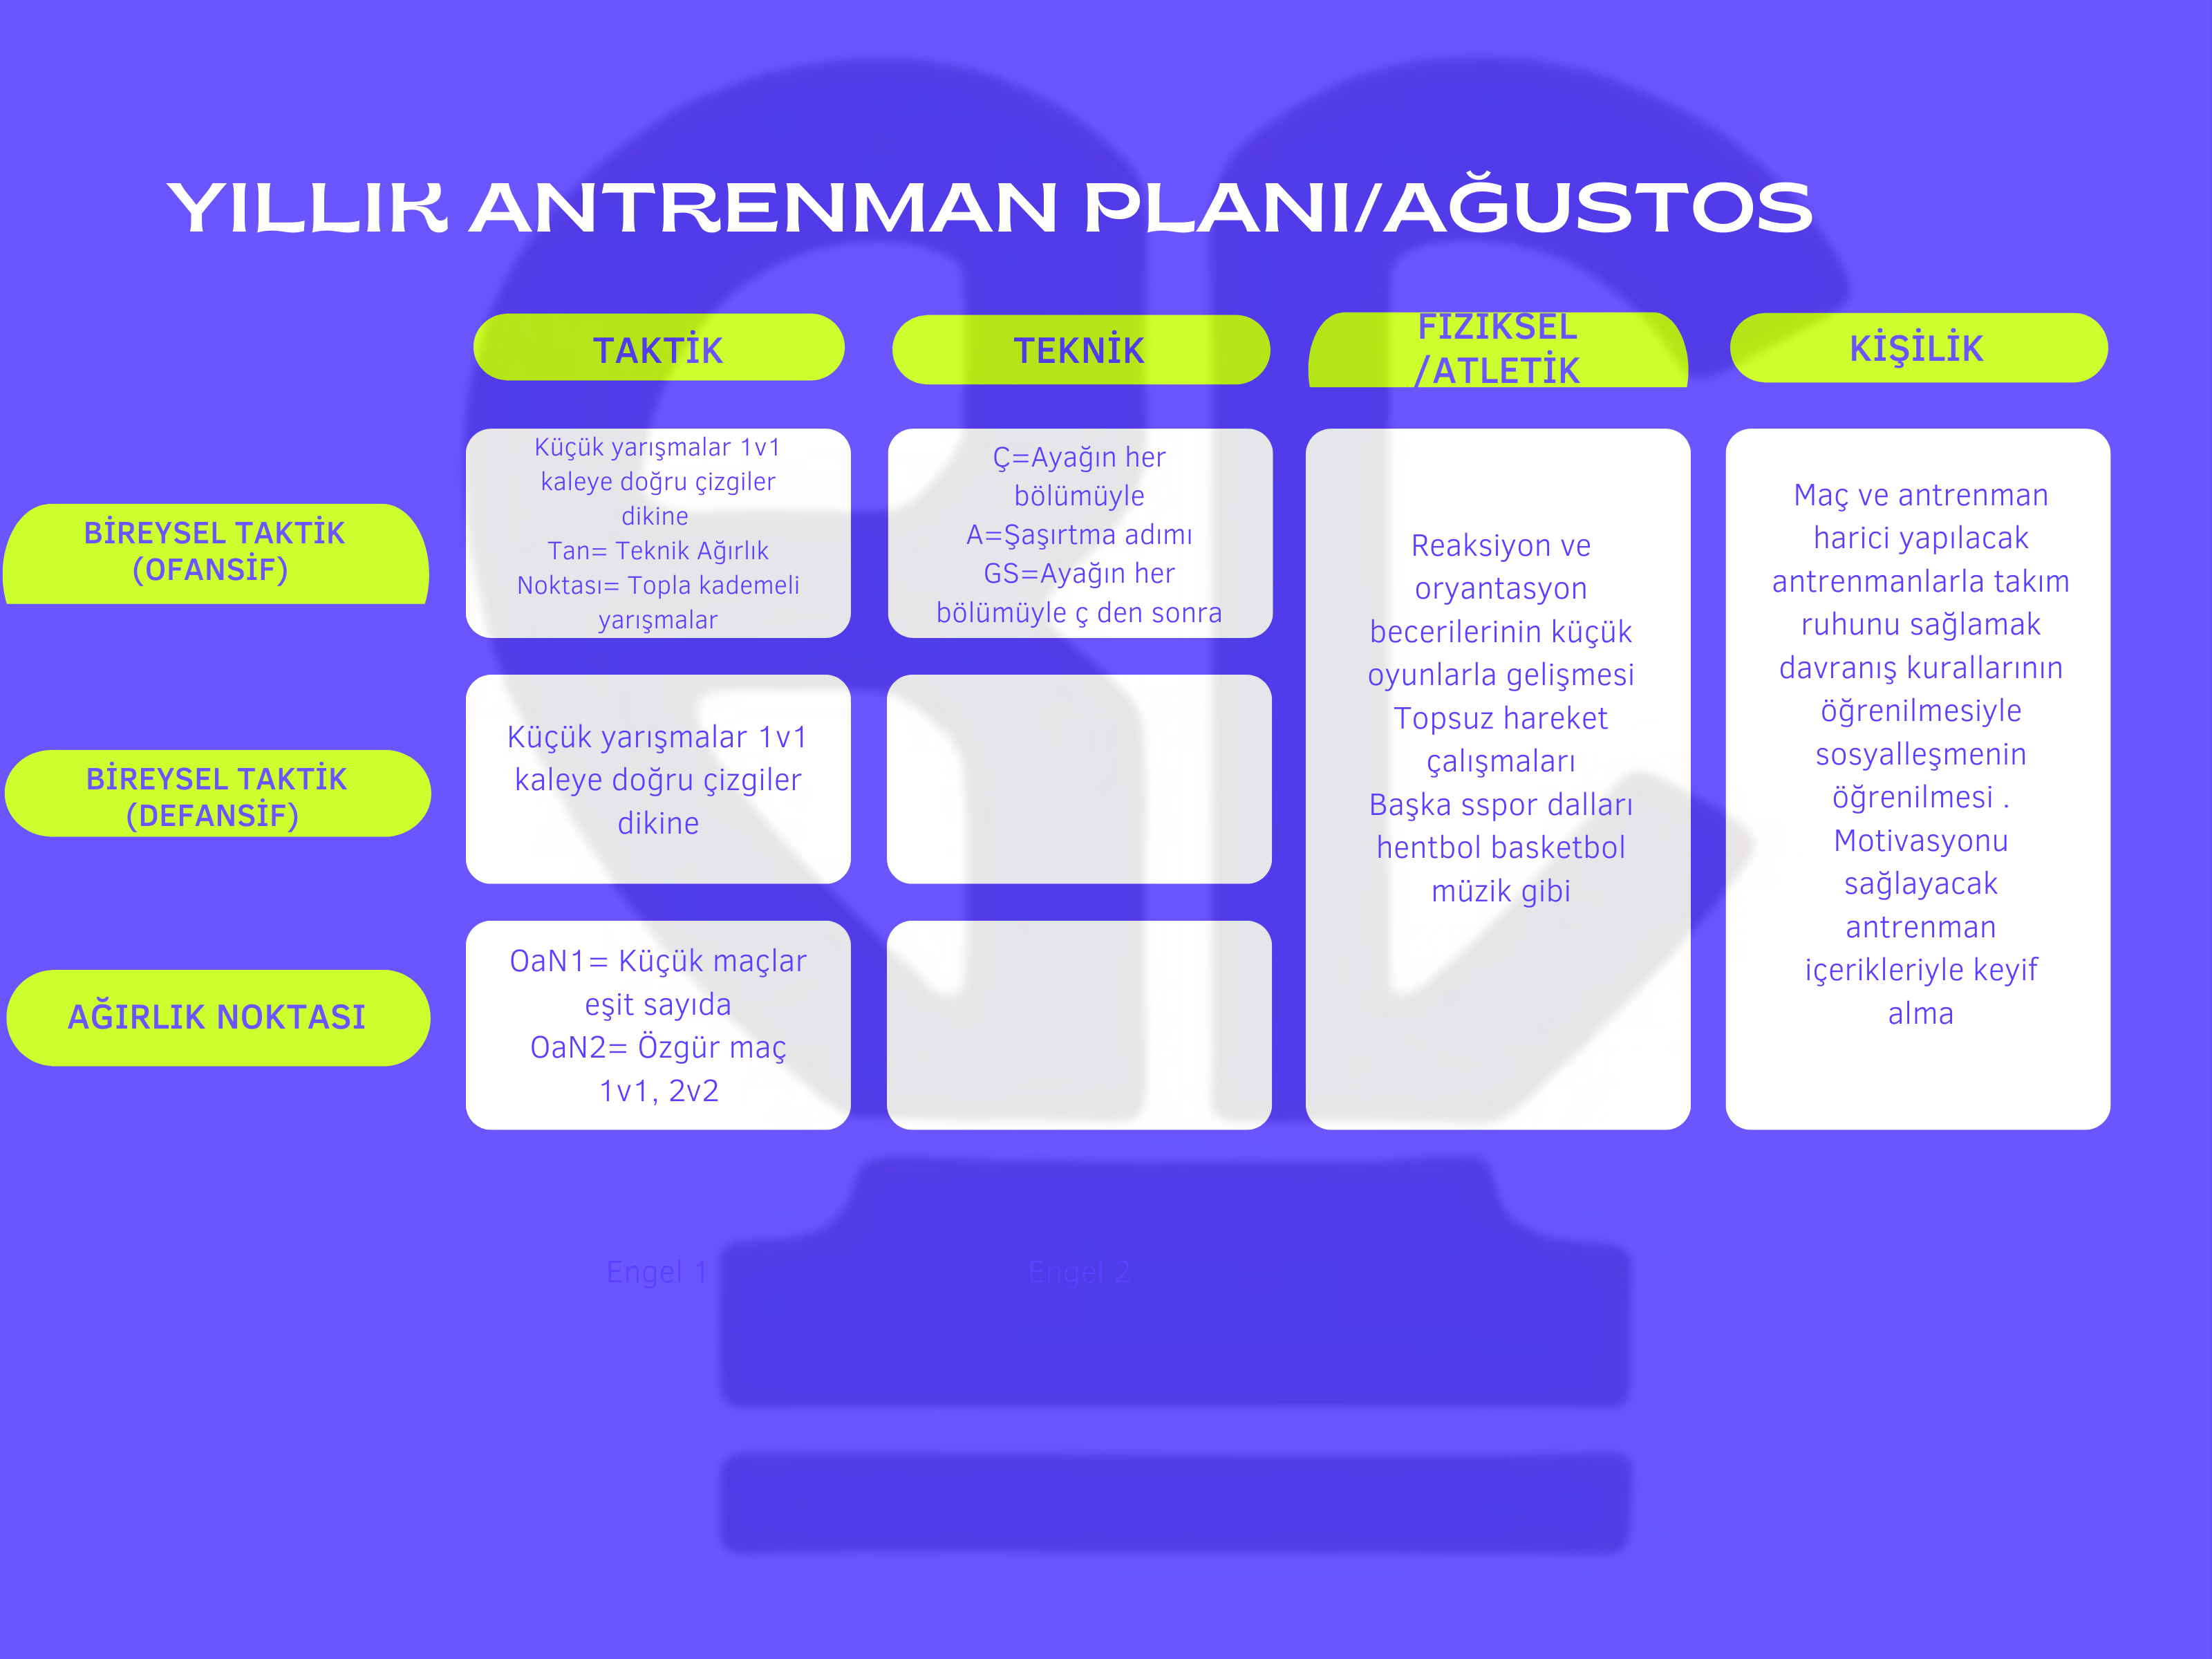 YILLIK ANTRENMAN PLANI/AĞUSTOS
TAKTİK
TEKNİK
FİZİKSEL
/ATLETİK
KİŞİLİK
BİREYSEL TAKTİK
(OFANSİF)
Küçük yarışmalar 1v1
kaleye doğru çizgiler
dikine
Tan= Teknik Ağırlık
Noktası= Topla kademeli
yarışmalar
Ç=Ayağın her
bölümüyle
A=Şaşırtma adımı
GS=Ayağın her
bölümüyle ç den sonra
Reaksiyon ve
oryantasyon
becerilerinin küçük
oyunlarla gelişmesi
Topsuz hareket
çalışmaları
Başka sspor dalları
hentbol basketbol
müzik gibi
Maç ve antrenman
harici yapılacak
antrenmanlarla takım
ruhunu sağlamak
davranış kurallarının
öğrenilmesiyle
sosyalleşmenin
öğrenilmesi .
Motivasyonu
sağlayacak
antrenman
içerikleriyle keyif
alma
BİREYSEL TAKTİK
(DEFANSİF)
Küçük yarışmalar 1v1
kaleye doğru çizgiler
dikine
AĞIRLIK NOKTASI
OaN1= Küçük maçlar
eşit sayıda
OaN2= Özgür maç
1v1, 2v2
Engel 1
Engel 2